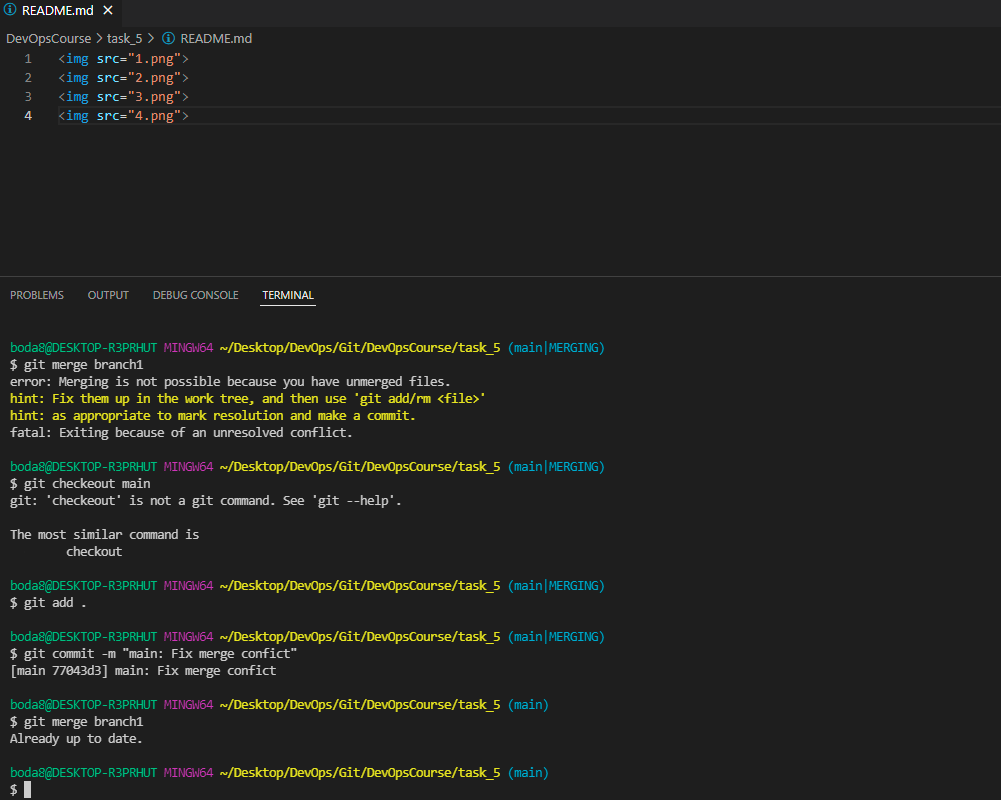 README.md
DevOpsCourse > task_5 > README.md
1 <img src="1.png">
2 <img src="2.png">
3 <img src="3.png">
4 <img src="4.png">
PROBLEMS OUTPUT DEBUG CONSOLE TERMINAL
boda8@DESKTOP-R3PRHUT MINGW64 ~/Desktop/DevOps/Git/DevOpsCourse/task_5 (main|MERGING)
$ git merge branch1
error: Merging is not possible because you have unmerged files.
hint: Fix them up in the work tree, and then use 'git add/rm <file>'
hint: as appropriate to mark resolution and make a commit.
fatal: Exiting because of an unresolved conflict.
boda8@DESKTOP-R3PRHUT MINGW64 ~/Desktop/DevOps/Git/DevOpsCourse/task_5 (main|MERGING)
$ git checkeout main
git: 'checkeout' is not a git command. See 'git --help'.
The most similar command is
checkout
boda8@DESKTOP-R3PRHUT MINGW64 ~/Desktop/DevOps/Git/DevOpsCourse/task_5 (main|MERGING)
$ git add .
boda8@DESKTOP-R3PRHUT MINGW64 ~/Desktop/DevOps/Git/DevOpsCourse/task_5 (main|MERGING)
$ git commit -m "main: Fix merge confict"
[main 77043d3] main: Fix merge confict
boda8@DESKTOP-R3PRHUT MINGW64 ~/Desktop/DevOps/Git/DevOpsCourse/task_5 (main)
$ git merge branch1
Already up to date.
boda8@DESKTOP-R3PRHUT MINGW64 ~/Desktop/DevOps/Git/DevOpsCourse/task_5 (main)
$